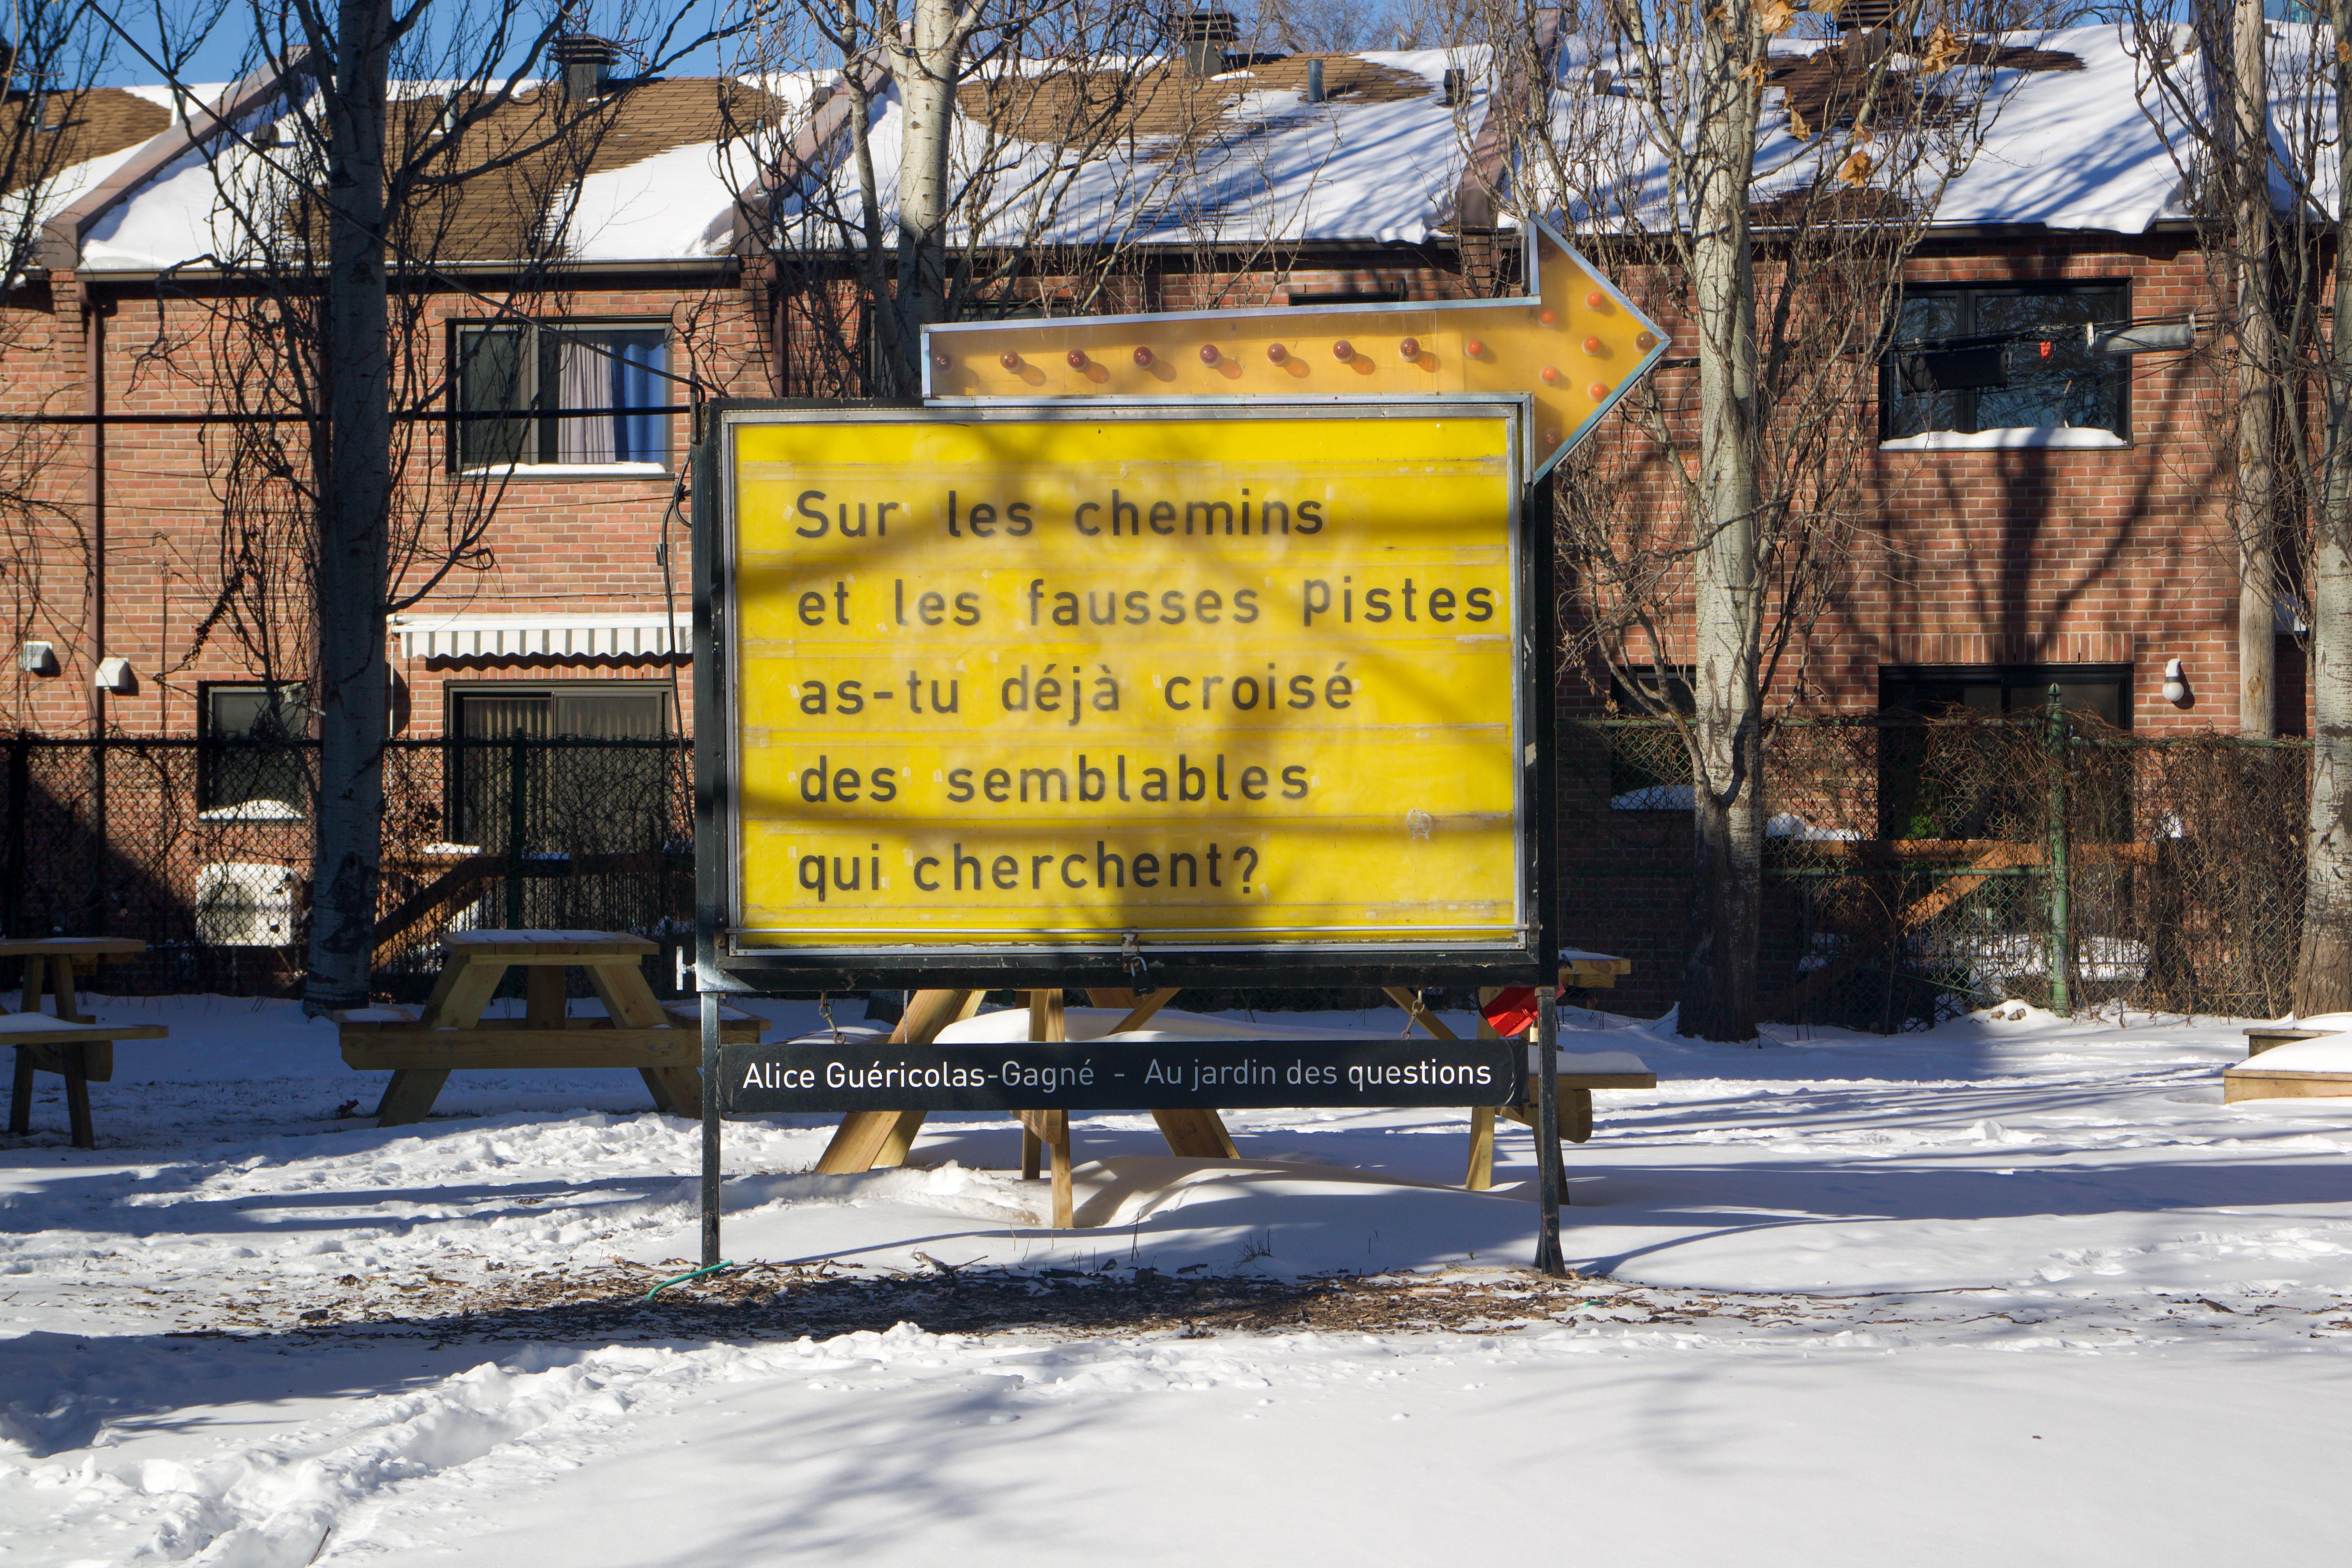 Sur les chemins
et les fausses Pistes
as-tu déjà croisé
des semblables
qui cherchent?
Alice Guéricolas-Gagné - Au jardin des questions